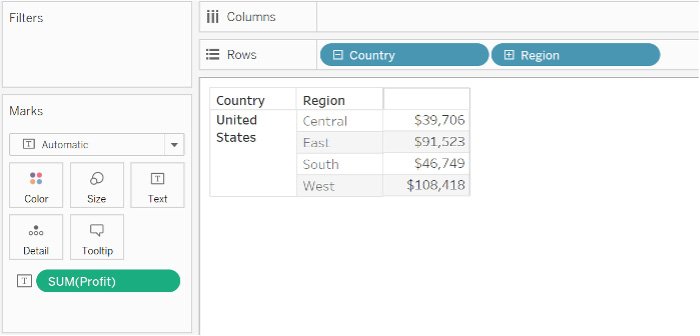 Filters
Columns
Rows
Country
Region
Marks
T Automatic
Color
Size
T
Text
Detail
Tooltip
T SUM(Profit)
Country Region
United States Central $39,706
East $91,523
South $46,749
West $108,418